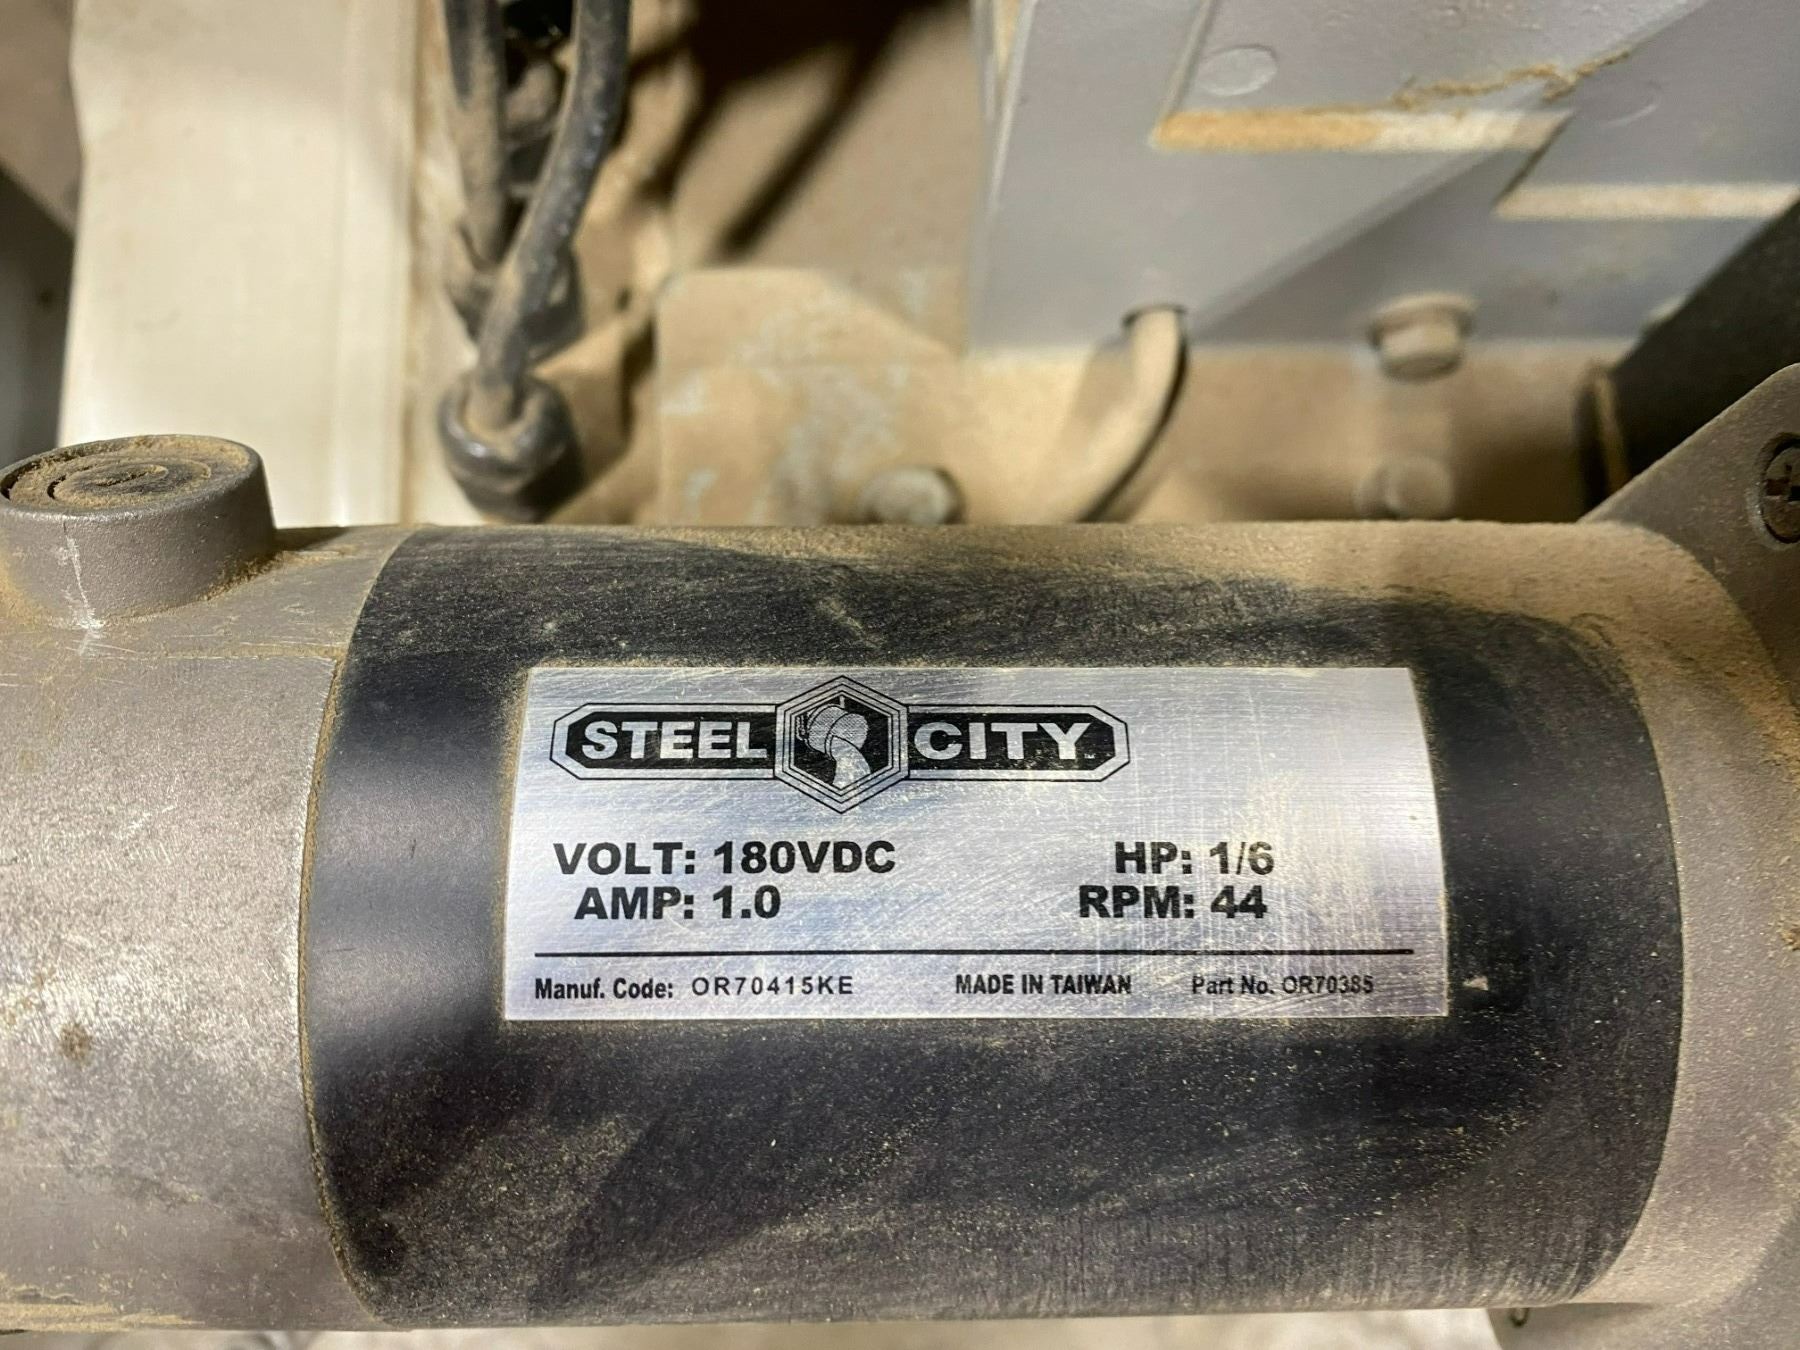 STEEL CITY
VOLT: 180VDC HP: 1/6
AMP: 1.0 RPM: 44
Manuf. Code: OR70415KE MADE IN TAIWAN Part No. OR70385